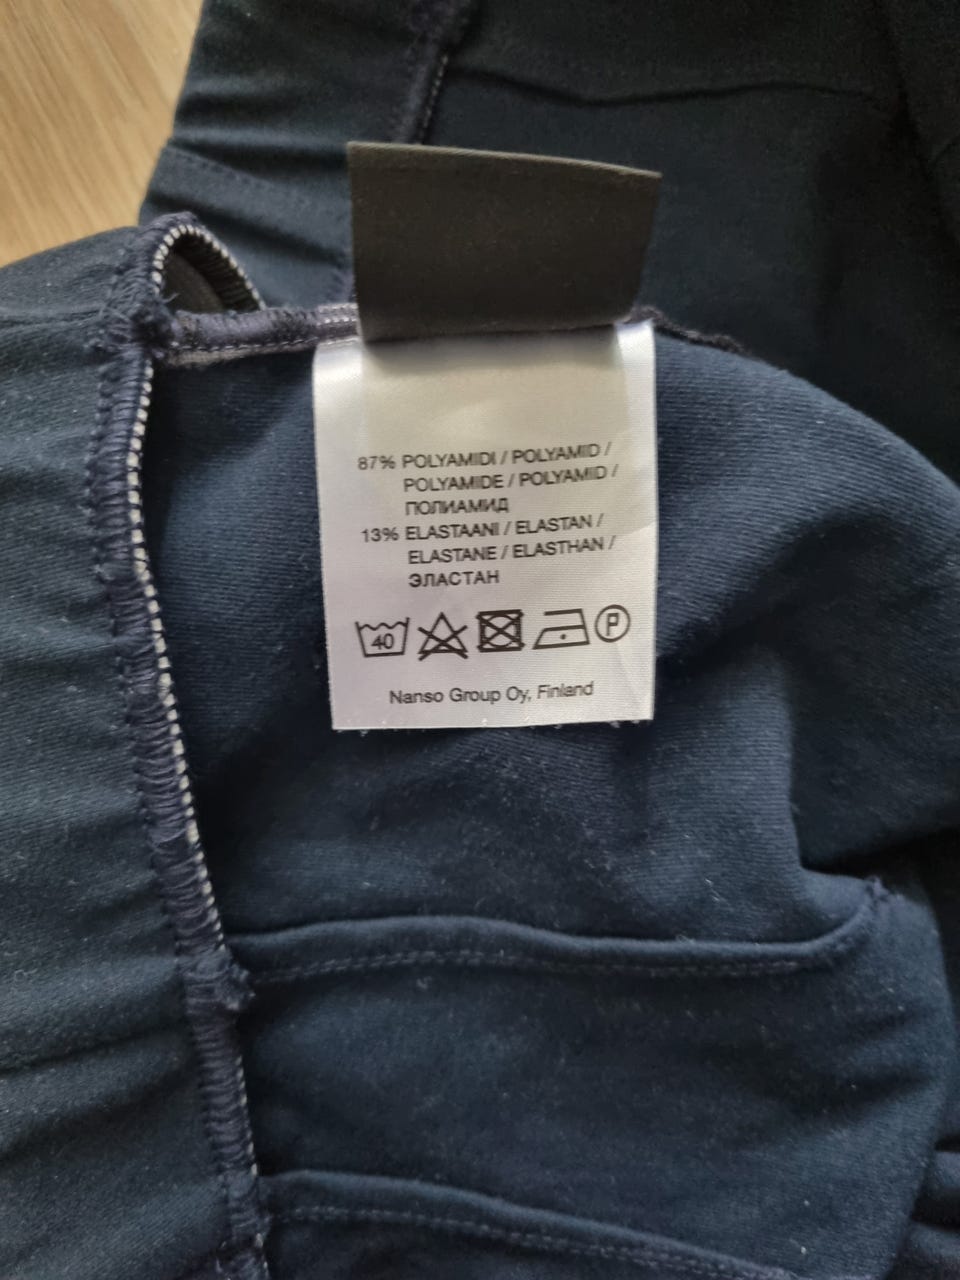 87% POLYAMIDI / POLYAMID /
POLYAMIDE / POLYAMID /
ПОЛИАМИД
13% ELASTAANI / ELASTAN /
ELASTANE / ELASTHAN /
ЭЛАСТАН
40 P
Nanso Group Oy, Finland